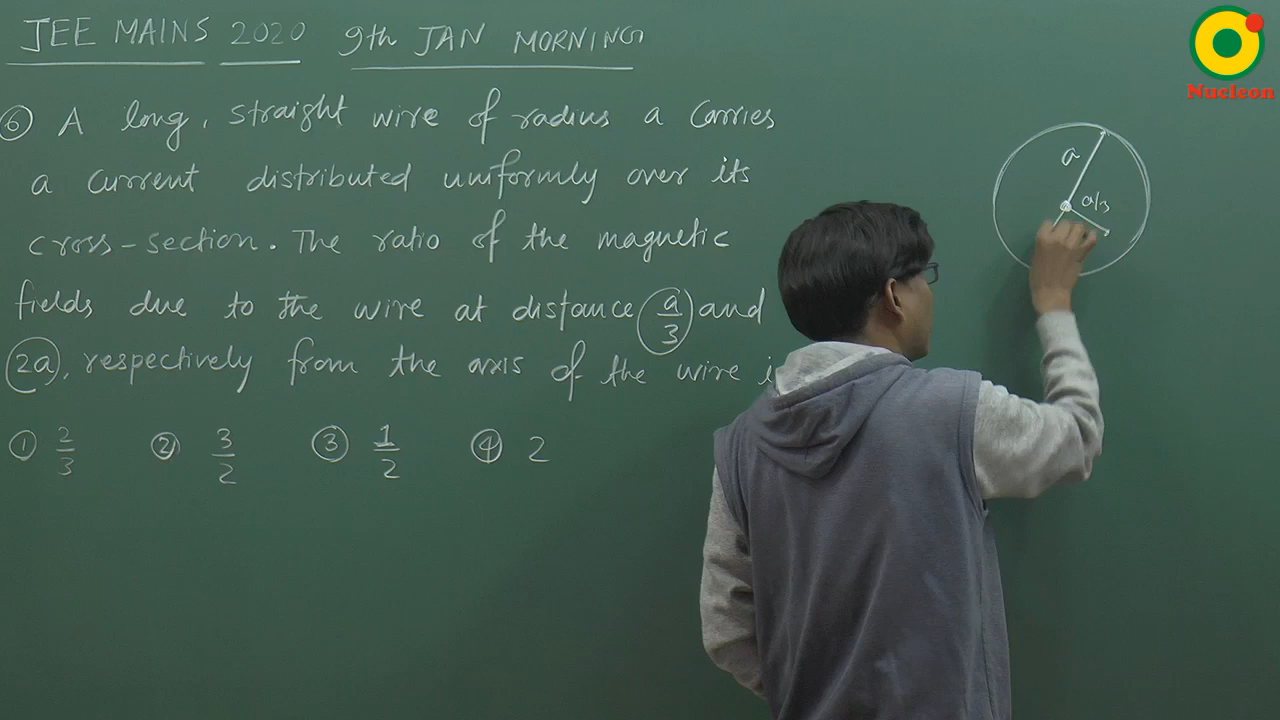 JEE MAINS 2020 9th JAN MORNING
⑥ A long, straight wire of radius a carries
a current distributed uniformly over its
cross-section. The ratio of the magnetic
fields due to the wire at distance a/3 and
2a, respectively from the axis of the wire i
① 2/3 ② 3/2 ③ 1/2 ④ 2
a
a/3
Nucleon